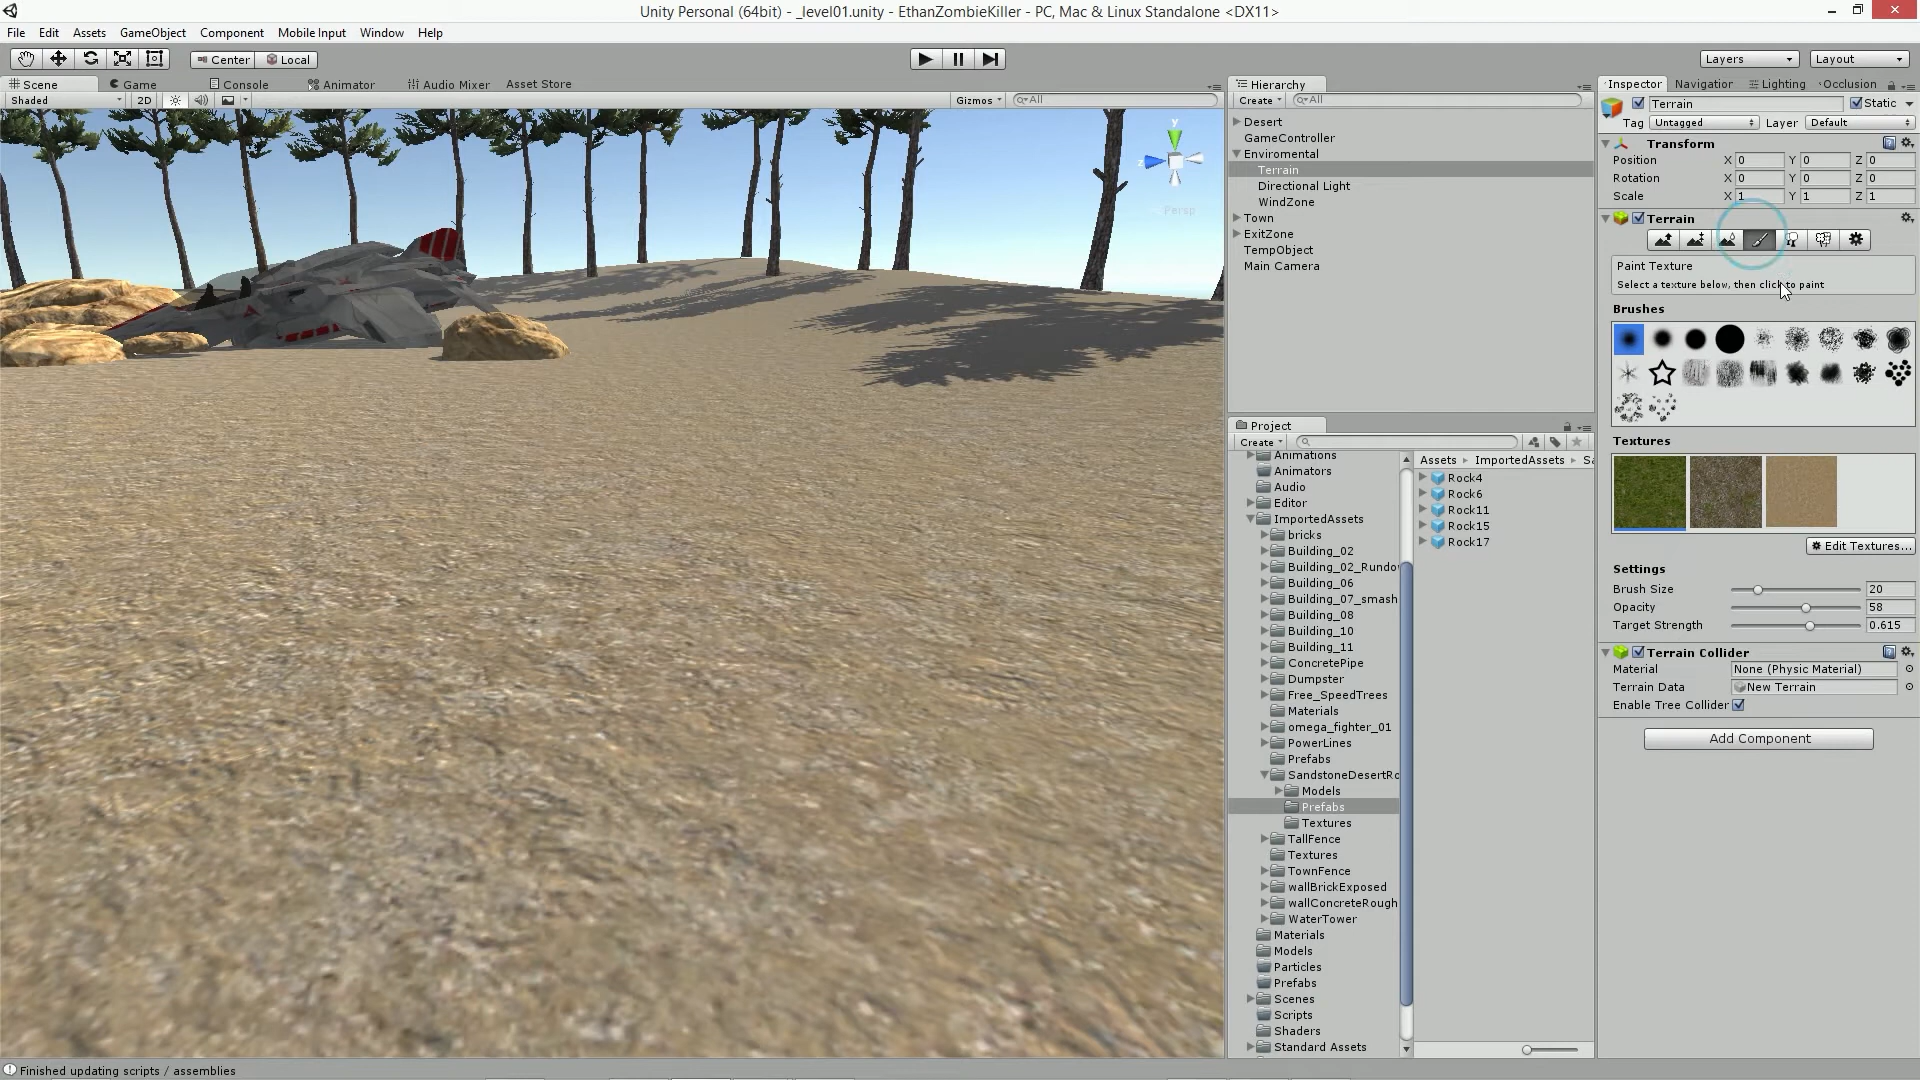 Unity Personal (64bit) - _level01.unity - EthanZombieKiller - PC, Mac & Linux Standalone <DX11>
File Edit Assets GameObject Component Mobile Input Window Help
Center Local Layers Layout
Scene Game Console Animator Audio Mixer Asset Store
Shaded 2D Gizmos All
y
z
Persp
Hierarchy
Create All
Desert
GameController
Enviromental
Terrain
Directional Light
WindZone
Town
ExitZone
TempObject
Main Camera
Project
Create
Animations
Animators
Audio
Editor
ImportedAssets
bricks
Building_02
Building_02_Rundo
Building_06
Building_07_smash
Building_08
Building_10
Building_11
ConcretePipe
Dumpster
Free_SpeedTrees
Materials
omega_fighter_01
PowerLines
Prefabs
SandstoneDesertRo
Models
Prefabs
Textures
TallFence
Textures
TownFence
wallBrickExposed
wallConcreteRough
WaterTower
Materials
Models
Particles
Prefabs
Scenes
Scripts
Shaders
Standard Assets
Assets ImportedAssets Sa
Rock4
Rock6
Rock11
Rock15
Rock17
Inspector Navigator Lighting Occlusion
Terrain Static
Tag Untagged Layer Default
Transform
Position X 0 Y 0 Z 0
Rotation X 0 Y 0 Z 0
Scale X 1 Y 1 Z 1
Terrain
Paint Texture
Select a texture below, then click to paint
Brushes
Textures
Edit Textures...
Settings
Brush Size 20
Opacity 58
Target Strength 0.615
Terrain Collider
Material None (Physic Material)
Terrain Data New Terrain
Enable Tree Collider
Add Component
Finished updating scripts / assemblies